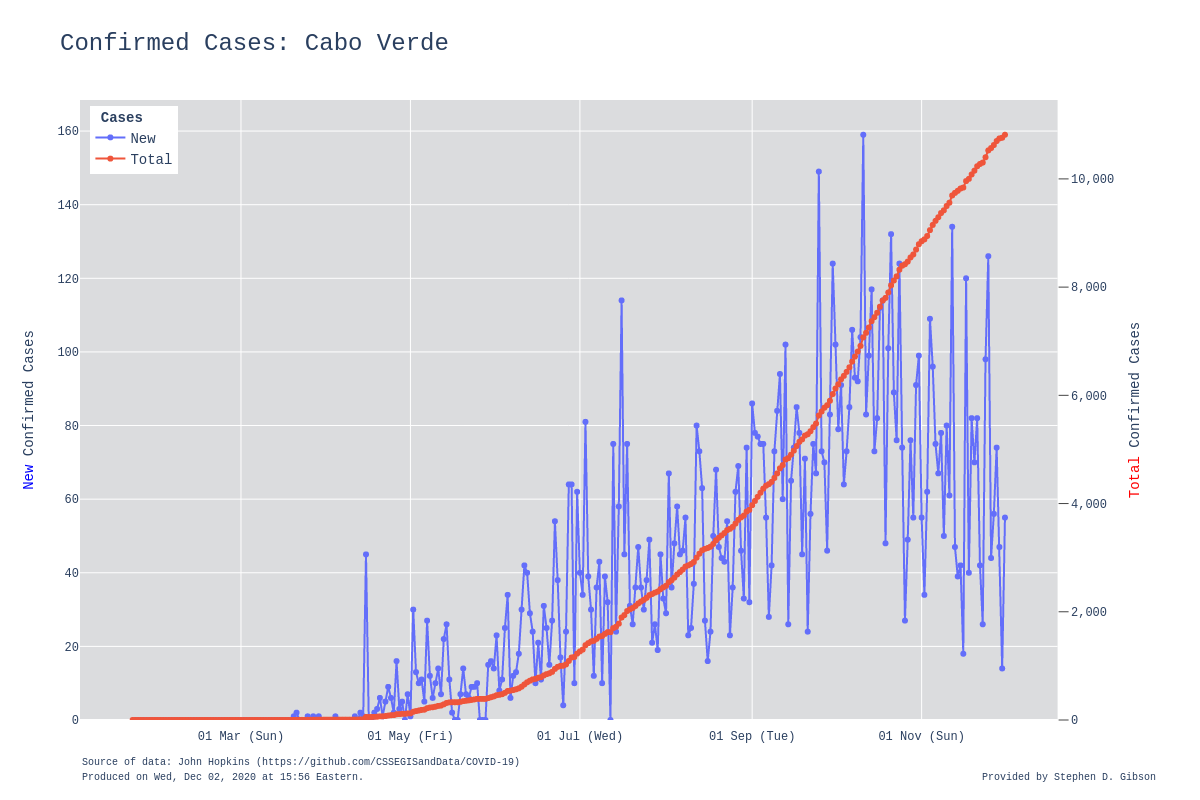 Confirmed Cases: Cabo Verde
Cases
New
Total
160
140
120
100
80
60
40
20
0
10,000
8,000
6,000
4,000
2,000
0
New Confirmed Cases
Total Confirmed Cases
01 Mar (Sun)
01 May (Fri)
01 Jul (Wed)
01 Sep (Tue)
01 Nov (Sun)
Source of data: John Hopkins (https://github.com/CSSEGISandData/COVID-19)
Produced on Wed, Dec 02, 2020 at 15:56 Eastern.
Provided by Stephen D. Gibson